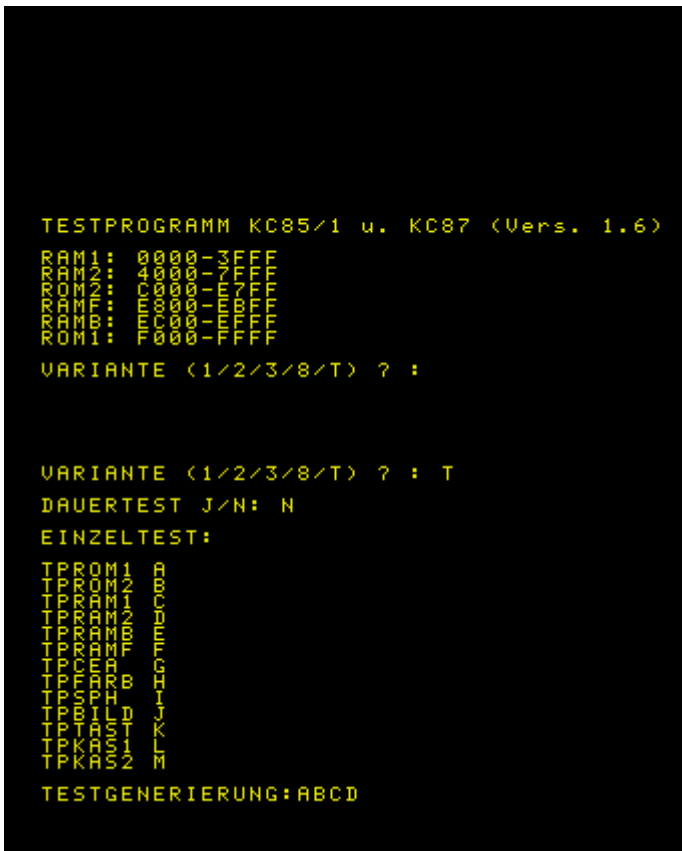 TESTPROGRAMM KC85/1 u. KC87 (Vers. 1.6)
RAM1: 0000-3FFF
RAM2: 4000-7FFF
ROM2: C000-E7FF
RAMF: E800-EBFF
RAMB: EC00-EFFF
ROM1: F000-FFFF
VARIANTE (1/2/3/8/T) ? :
VARIANTE (1/2/3/8/T) ? : T
DAUERTEST J/N: N
EINZELTEST:
TPROM1 A
TPROM2 B
TPRAM1 C
TPRAM2 D
TPRAMB E
TPRAMF F
TPCEA G
TPFARB H
TPSPH I
TPBILD J
TPTAST K
TPKAS1 L
TPKAS2 M
TESTGENERIERUNG:ABCD